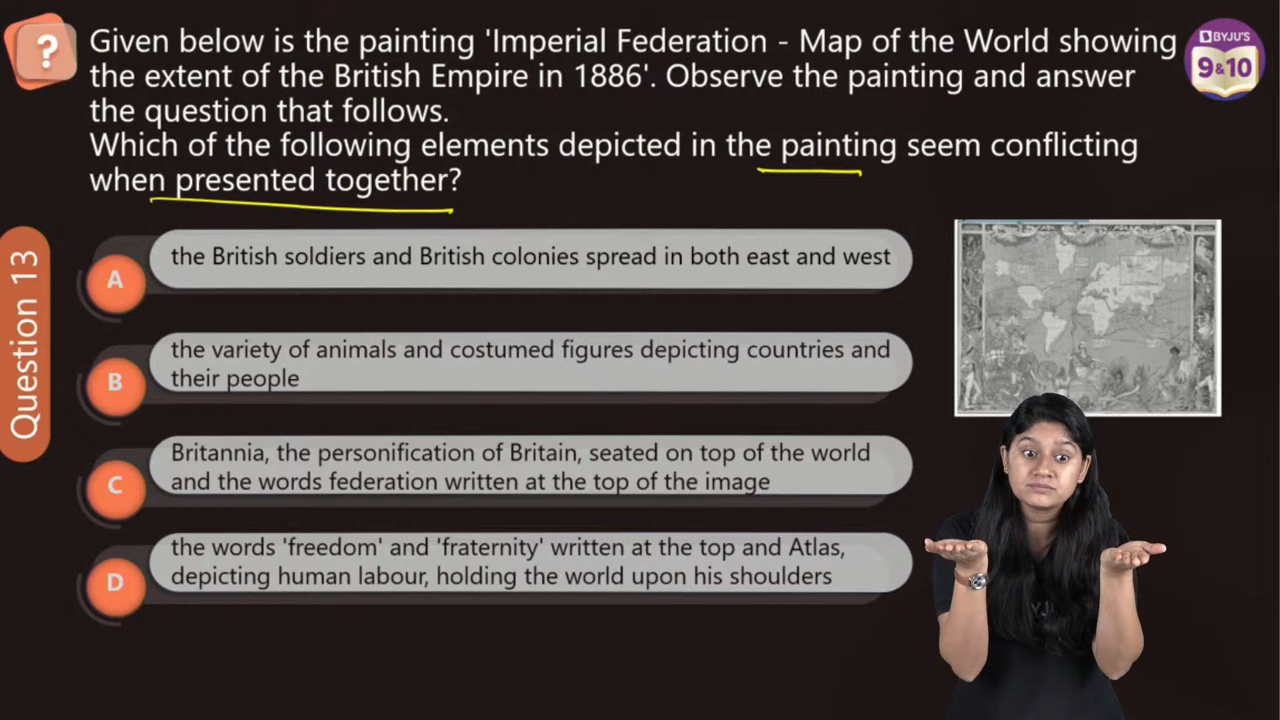 ?
Given below is the painting 'Imperial Federation - Map of the World showing
the extent of the British Empire in 1886'. Observe the painting and answer
the question that follows.
Which of the following elements depicted in the painting seem conflicting
when presented together?
BYJU'S
9&10
Question 13
A
the British soldiers and British colonies spread in both east and west
B
the variety of animals and costumed figures depicting countries and
their people
C
Britannia, the personification of Britain, seated on top of the world
and the words federation written at the top of the image
D
the words 'freedom' and 'fraternity' written at the top and Atlas,
depicting human labour, holding the world upon his shoulders